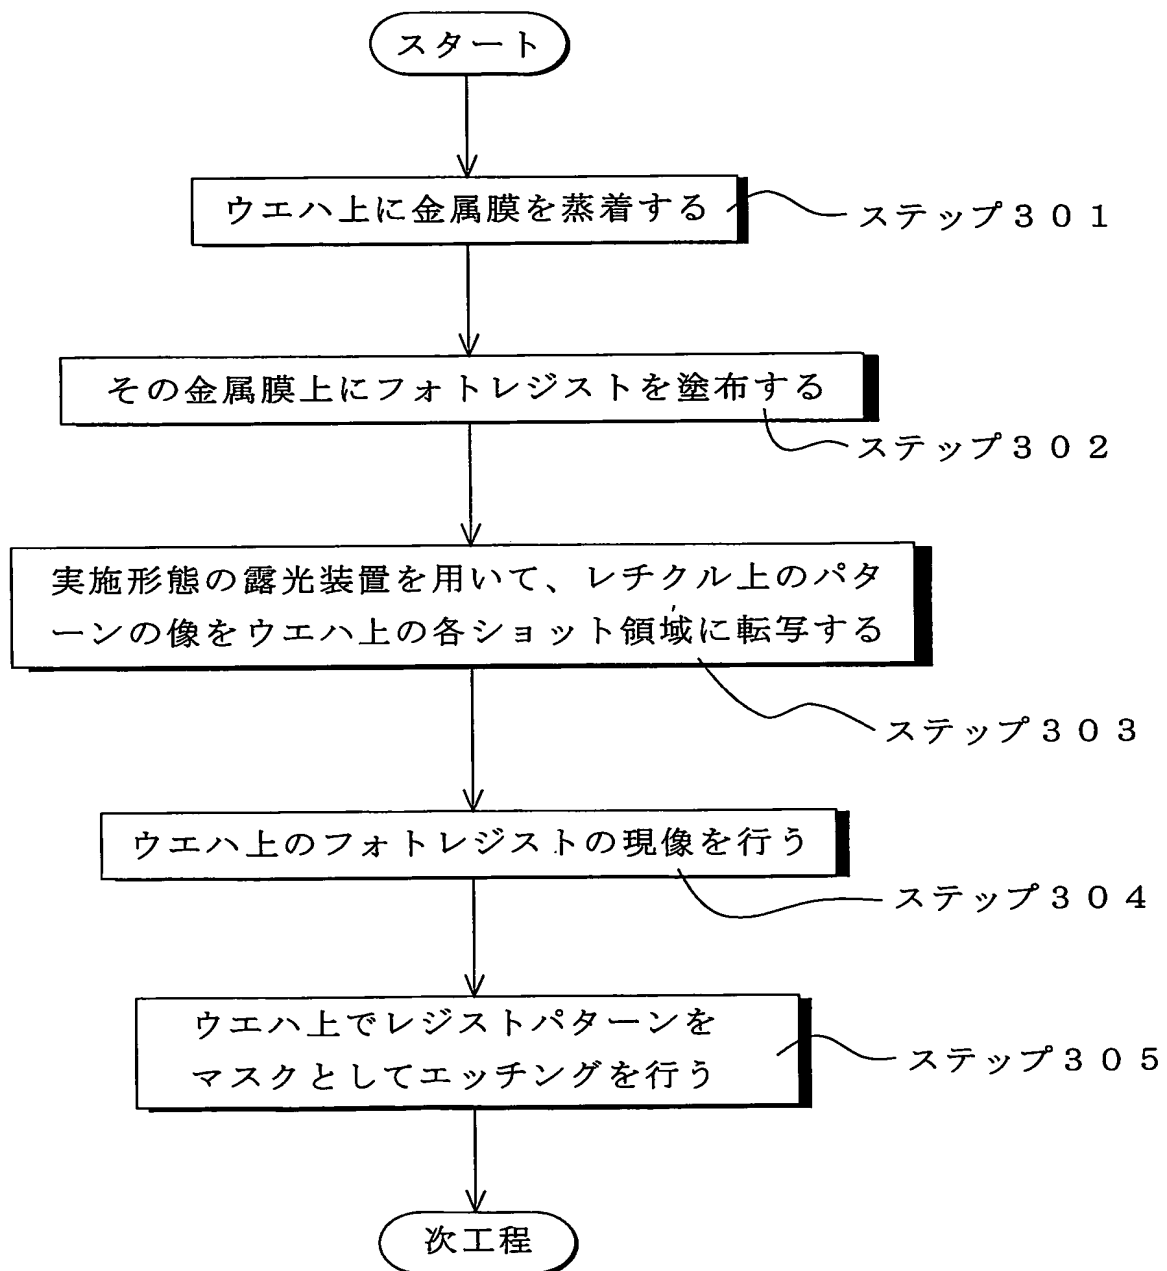 スタート
ウエハ上に金属膜を蒸着する
ステップ３０１
その金属膜上にフォトレジストを塗布する
ステップ３０２
実施形態の露光装置を用いて、レチクル上のパタ
ーンの像をウエハ上の各ショット領域に転写する
ステップ３０３
ウエハ上のフォトレジストの現像を行う
ステップ３０４
ウエハ上でレジストパターンを
マスクとしてエッチングを行う
ステップ３０５
次工程